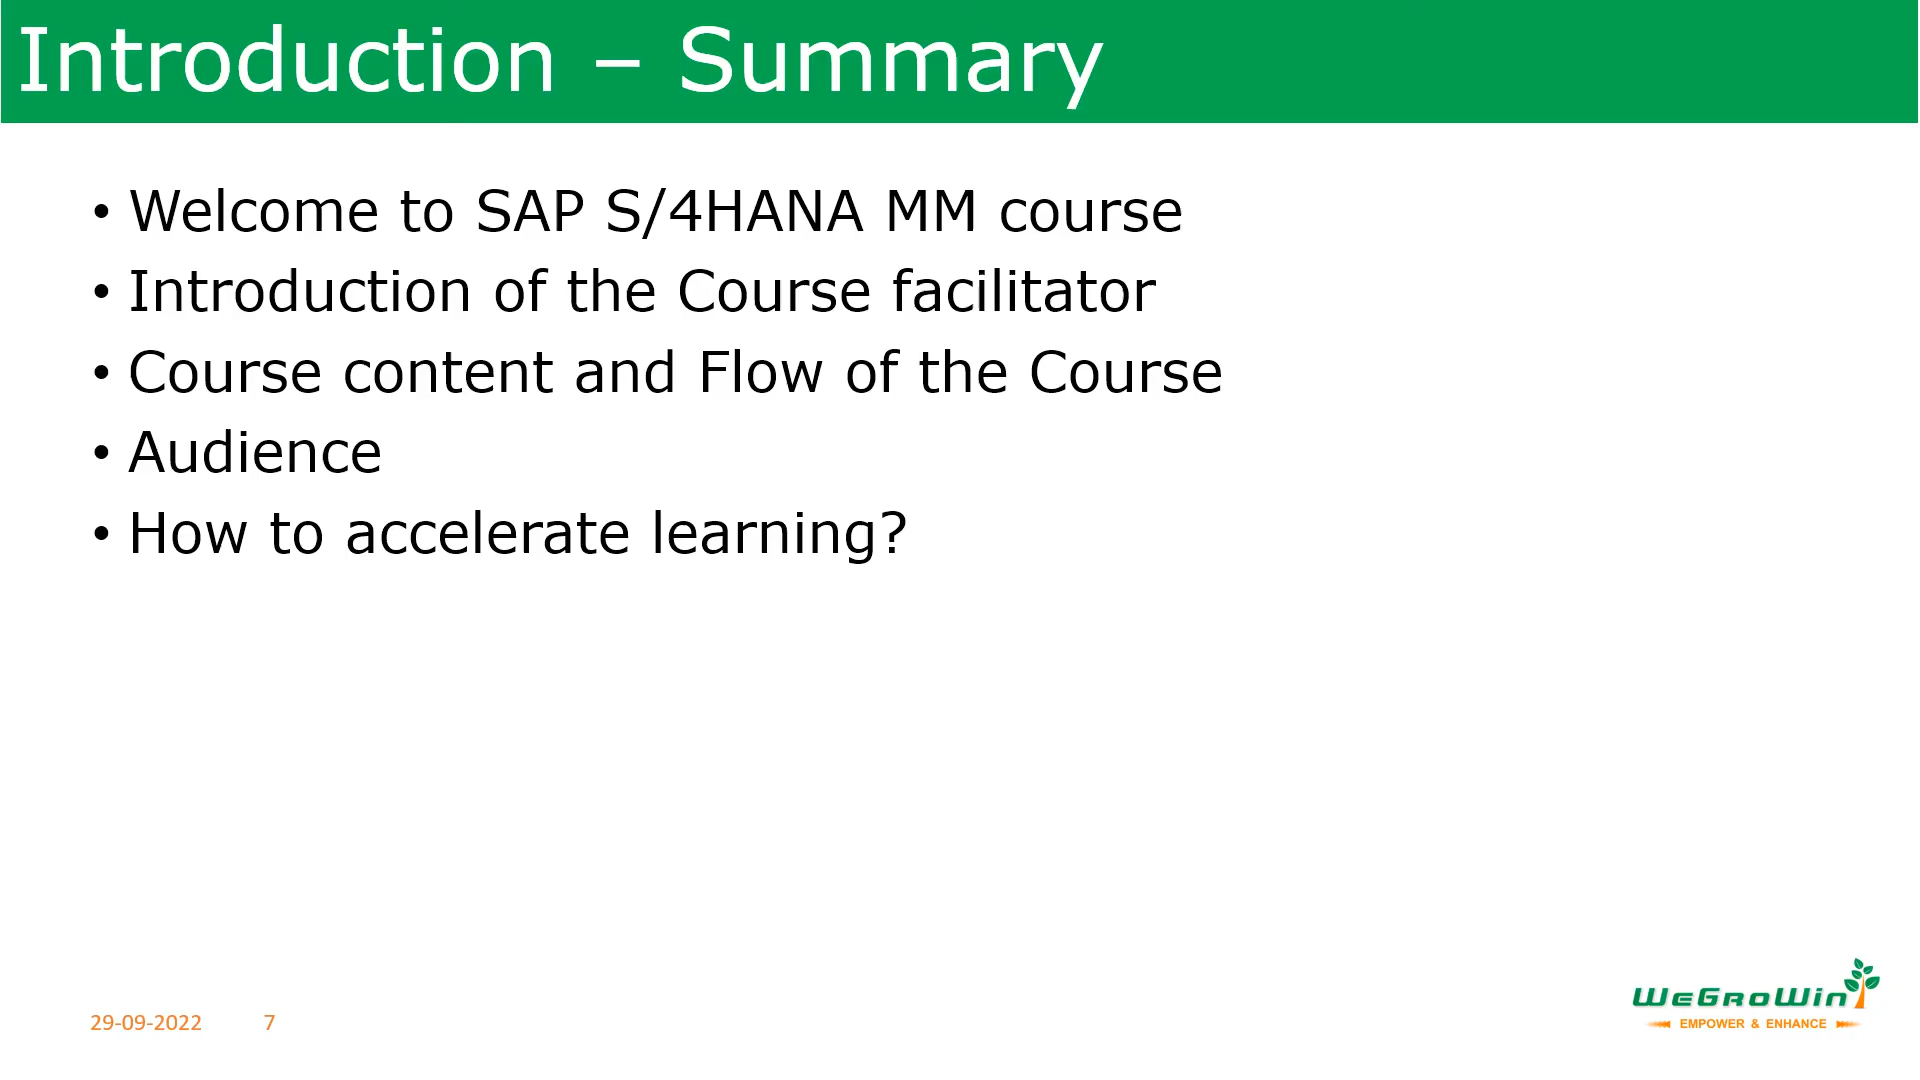 Introduction – Summary
• Welcome to SAP S/4HANA MM course
• Introduction of the Course facilitator
• Course content and Flow of the Course
• Audience
• How to accelerate learning?
29-09-2022 7
WeGroWin
EMPOWER & ENHANCE